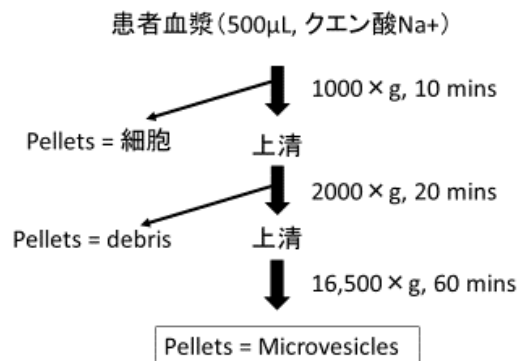 患者血漿（500μL, クエン酸Na+）
1000×g, 10 mins
Pellets = 細胞
上清
2000×g, 20 mins
Pellets = debris
上清
16,500×g, 60 mins
Pellets = Microvesicles